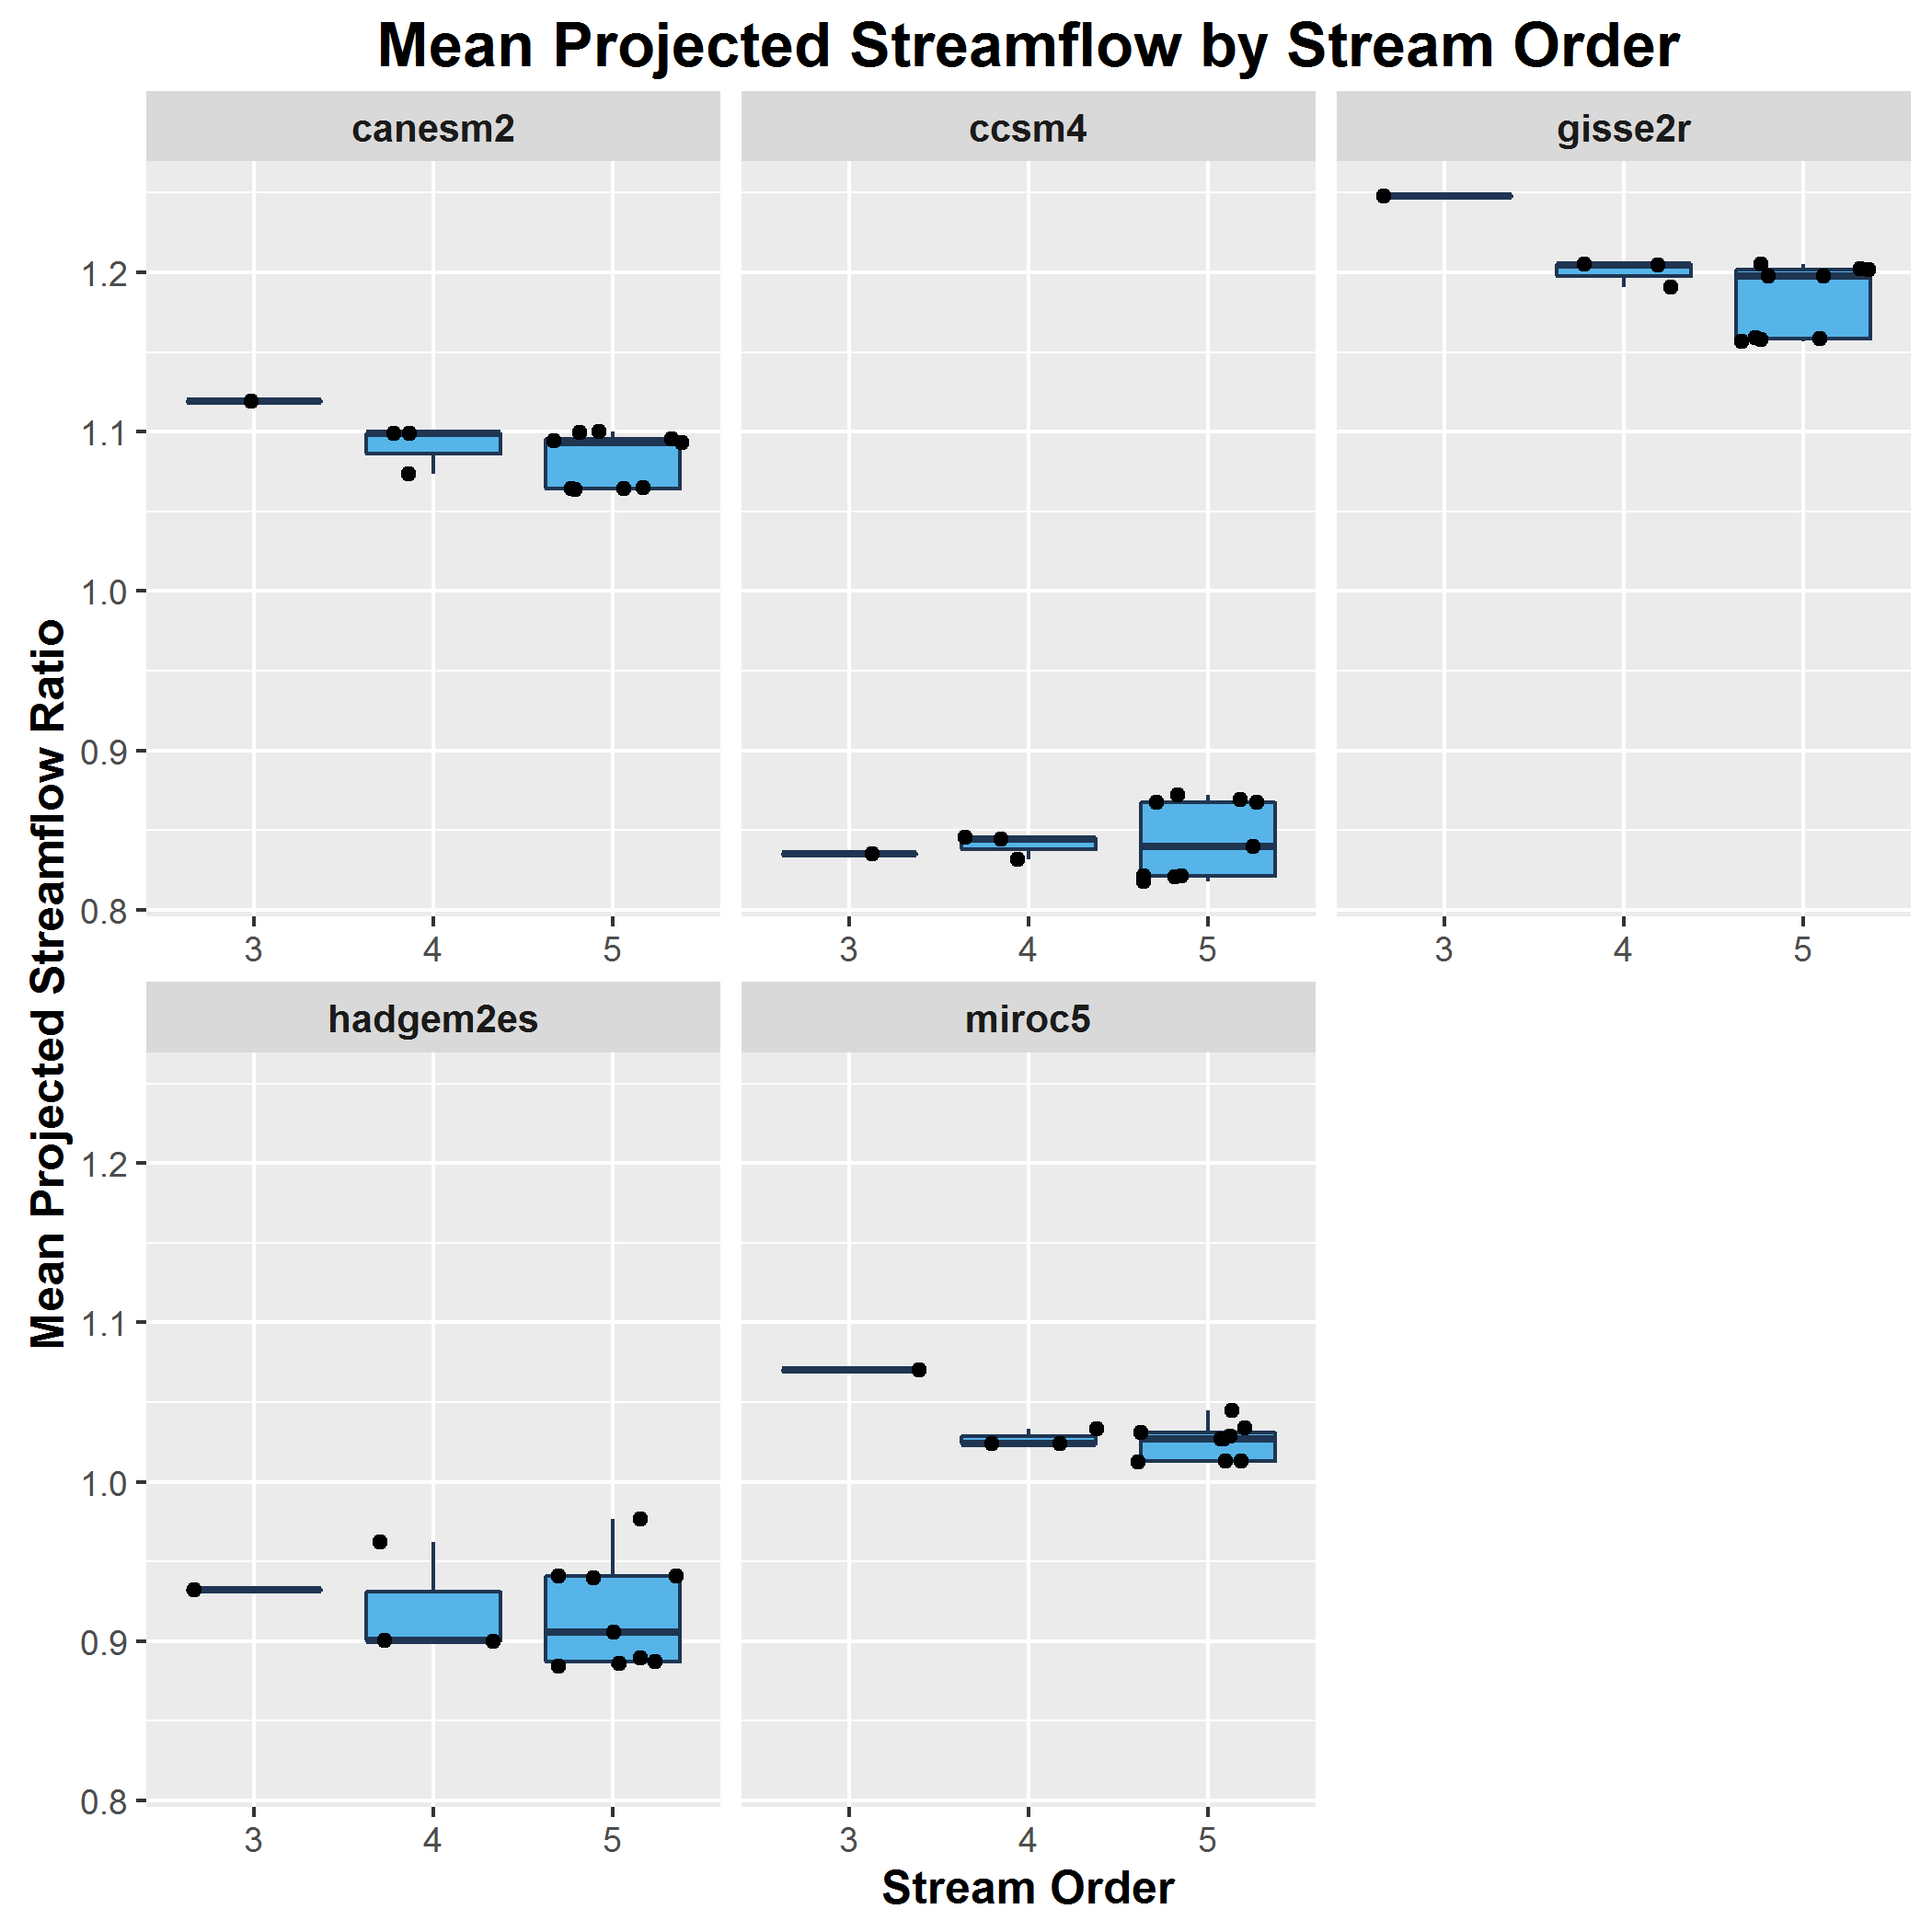 Mean Projected Streamflow by Stream Order
canesm2
ccsm4
gisse2r
1.2
1.1
1.0
0.9
0.8
3 4 5
3 4 5
3 4 5
Mean Projected Streamflow Ratio
hadgem2es
miroc5
1.2
1.1
1.0
0.9
0.8
3 4 5
3 4 5
Stream Order